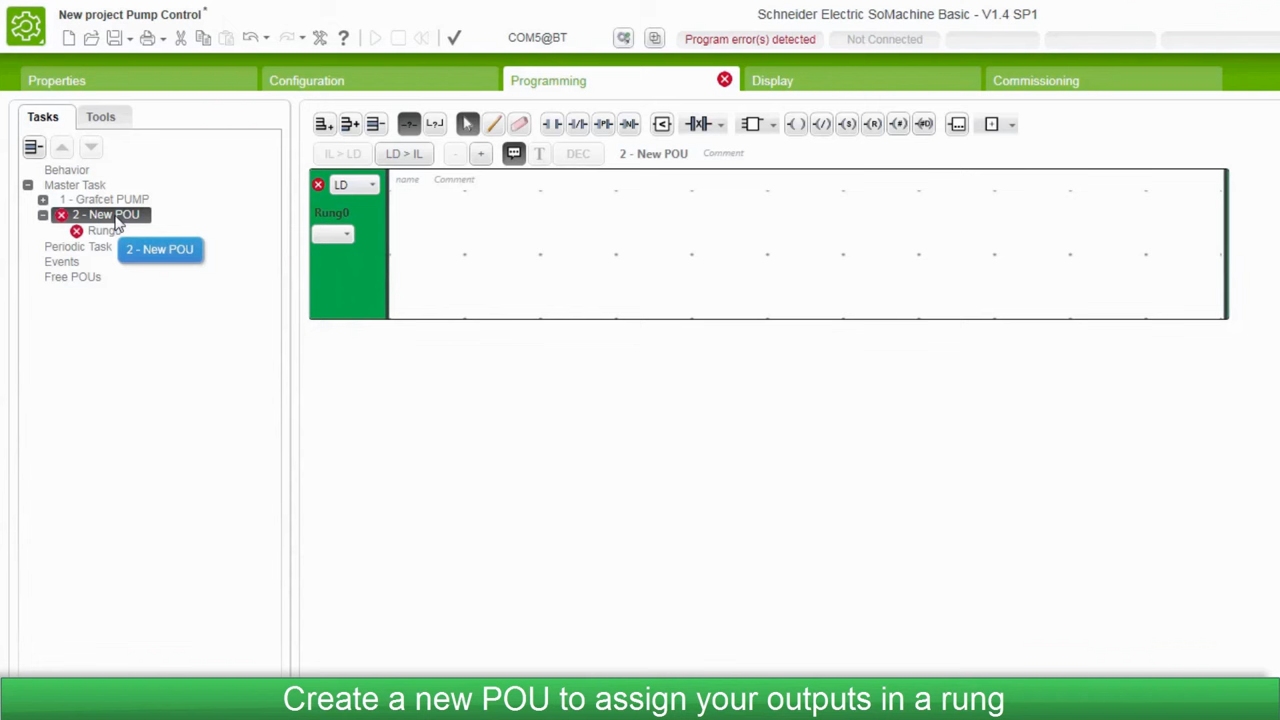 New project Pump Control*
Schneider Electric SoMachine Basic - V1.4 SP1
COM5@BT
Program error(s) detected
Not Connected
Properties
Configuration
Programming
Display
Commissioning
Tasks
Tools
IL > LD
LD > IL
-
+
T
DEC
2 - New POU
Comment
Behavior
Master Task
1 - Grafcet PUMP
2 - New POU
Rung0
Periodic Task
Events
Free POUs
2 - New POU
LD
name
Comment
Rung0
Create a new POU to assign your outputs in a rung